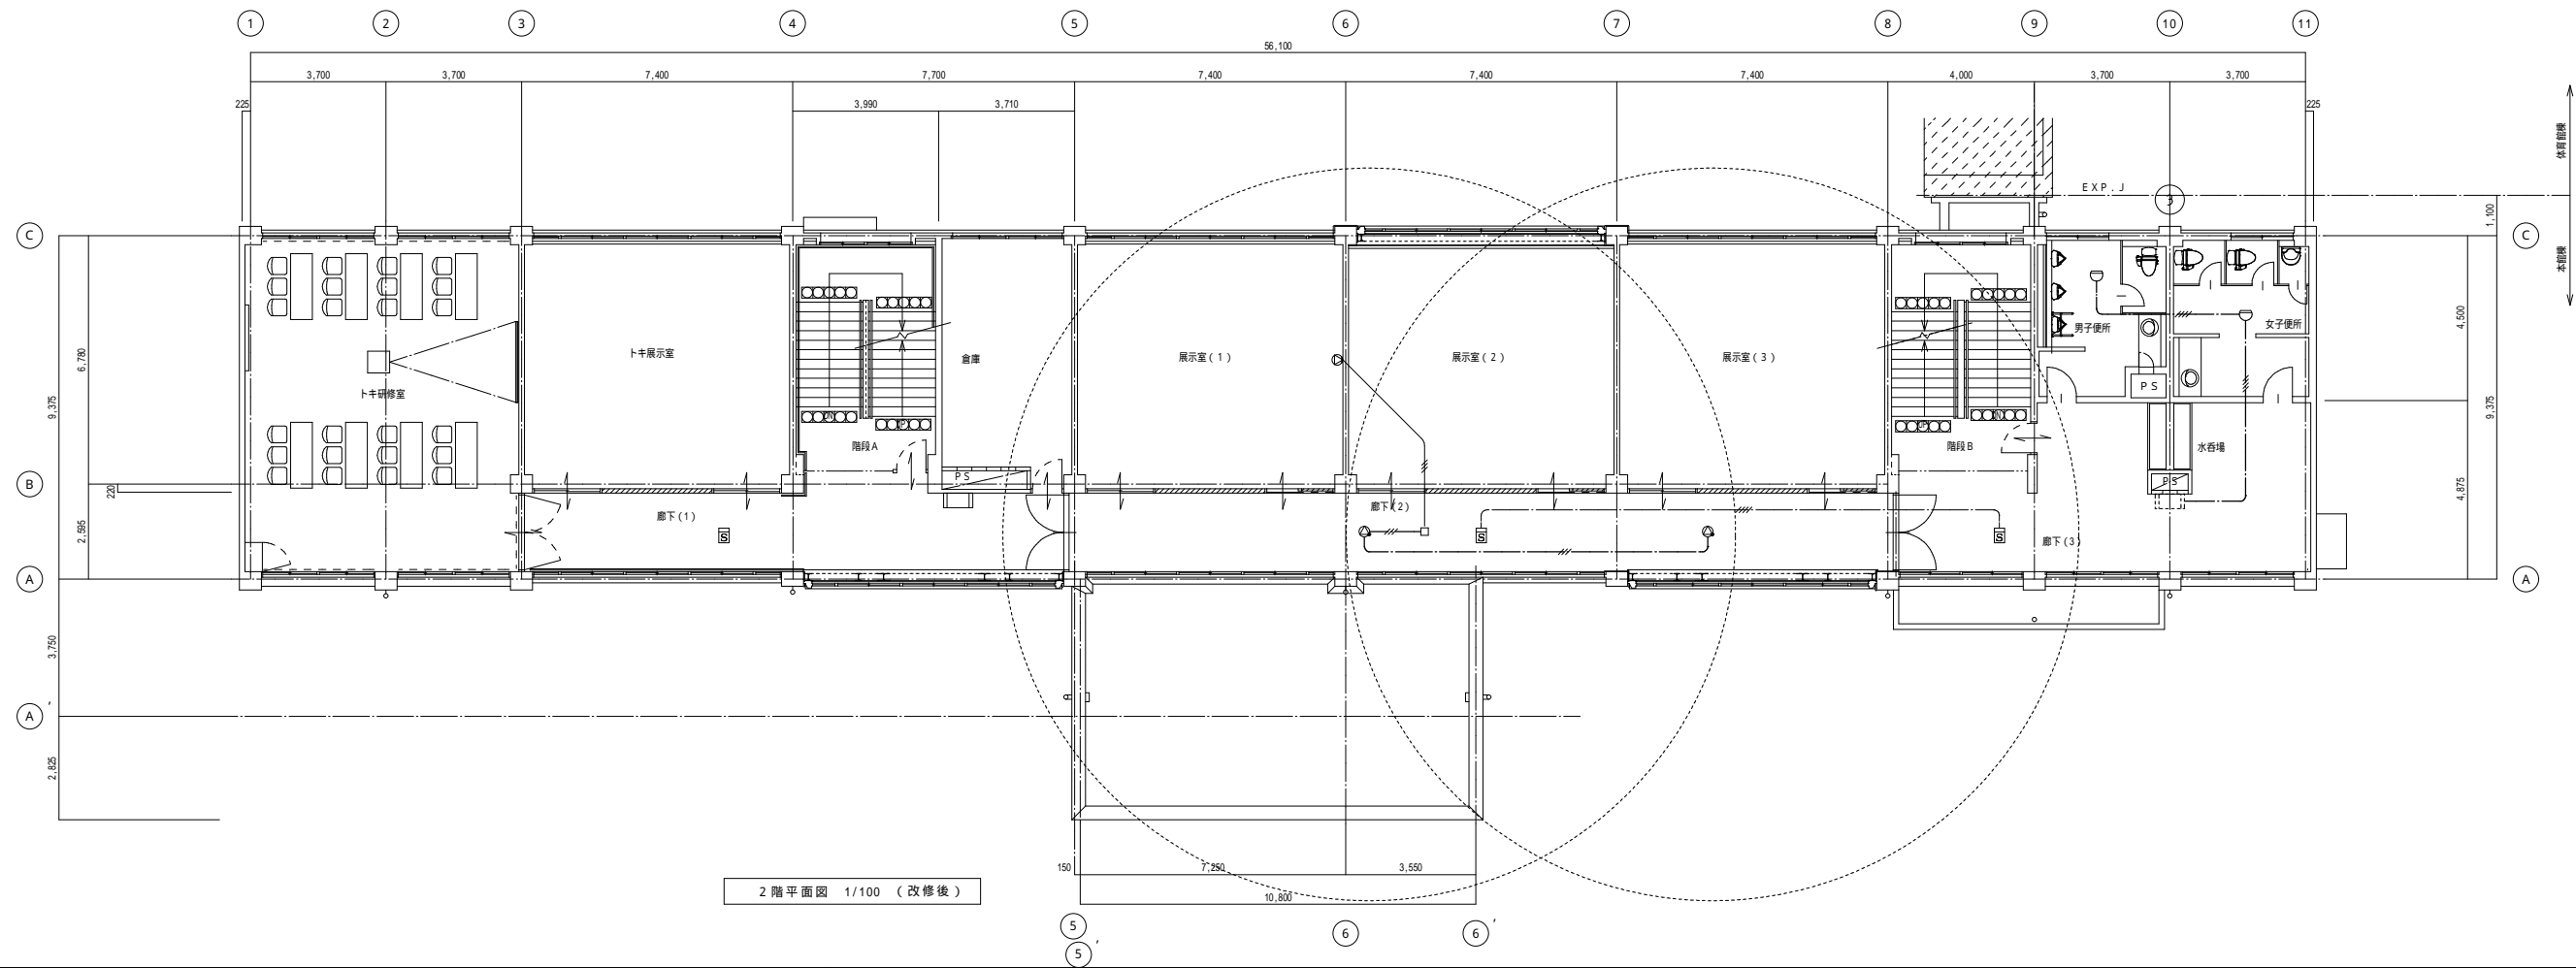 1 2 3 4 5 6 7 8 9 10 11
56,100
3,700 3,700 7,400 7,700 7,400 7,400 7,400 4,000 3,700 3,700
225 3,990 3,710 225
体育館棟
本館棟
EXP.J
3
1,100
C C
4,500
6,780
9,375
9,375
4,875
男子便所
女子便所
トキ展示室
倉庫
展示室(1)
展示室(2)
展示室(3)
トキ研修室
PS
DN
UP
DN
UP
階段A
階段B
水呑場
PS
PS
B
220
2,595
廊下(1)
廊下(2)
廊下(3)
S
S
S
A A
3,750
A'
2,825
150 7,250 3,550
10,800
2階平面図 1/100 (改修後)
5 6 6'
5'